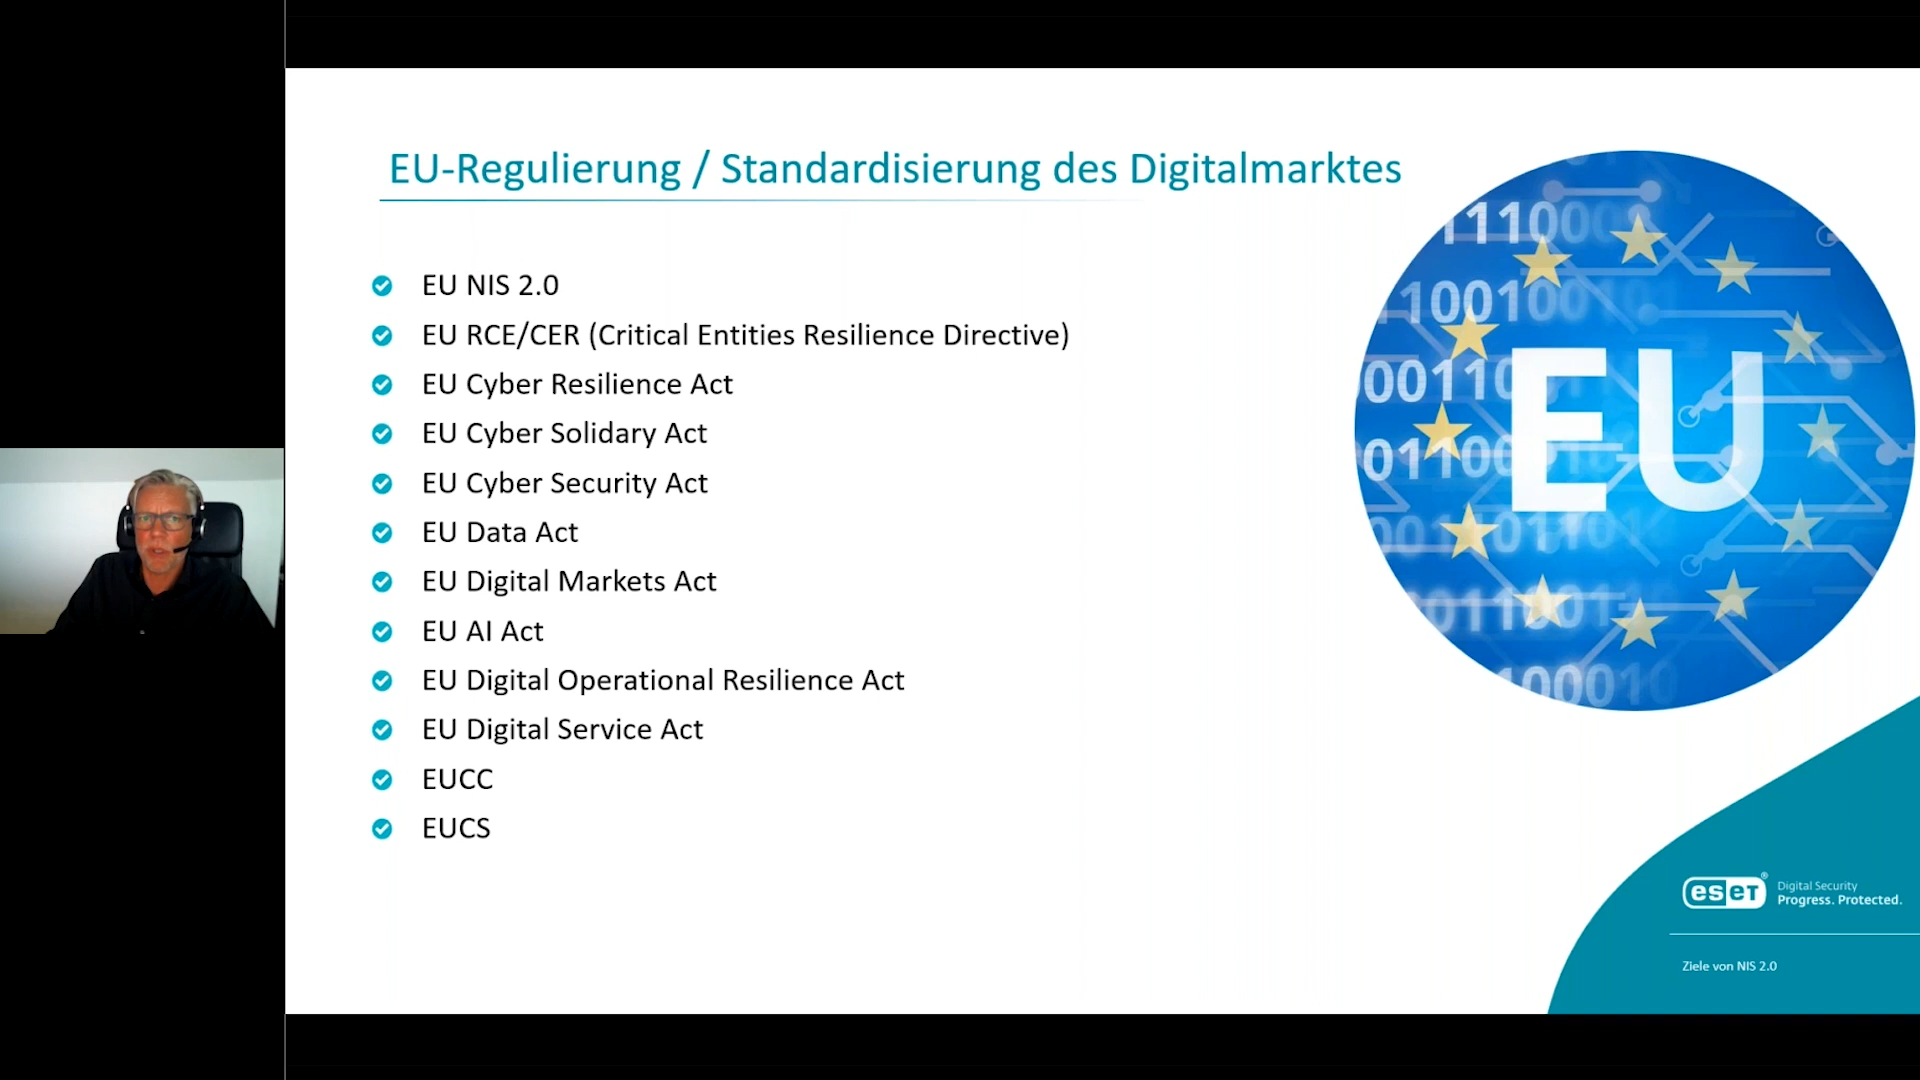 EU-Regulierung / Standardisierung des Digitalmarktes
EU NIS 2.0
EU RCE/CER (Critical Entities Resilience Directive)
EU Cyber Resilience Act
EU Cyber Solidary Act
EU Cyber Security Act
EU Data Act
EU Digital Markets Act
EU AI Act
EU Digital Operational Resilience Act
EU Digital Service Act
EUCC
EUCS
EU
eseT®
Digital Security
Progress. Protected.
Ziele von NIS 2.0